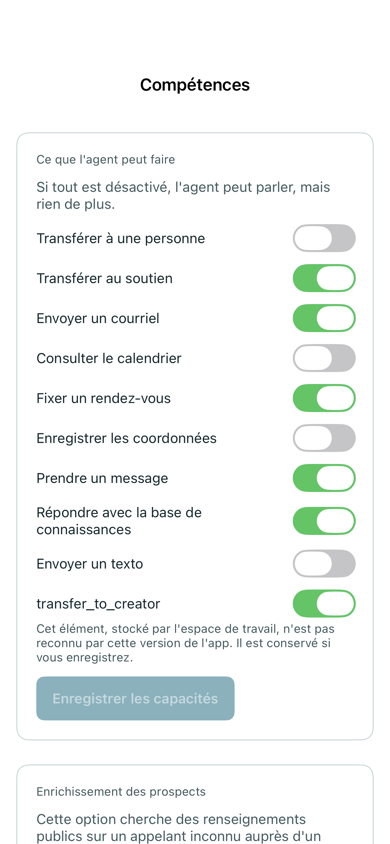 Compétences
Ce que l'agent peut faire
Si tout est désactivé, l'agent peut parler, mais
rien de plus.
Transférer à une personne
Transférer au soutien
Envoyer un courriel
Consulter le calendrier
Fixer un rendez-vous
Enregistrer les coordonnées
Prendre un message
Répondre avec la base de
connaissances
Envoyer un texto
transfer_to_creator
Cet élément, stocké par l'espace de travail, n'est pas
reconnu par cette version de l'app. Il est conservé si
vous enregistrez.
Enregistrer les capacités
Enrichissement des prospects
Cette option cherche des renseignements
publics sur un appelant inconnu auprès d'un